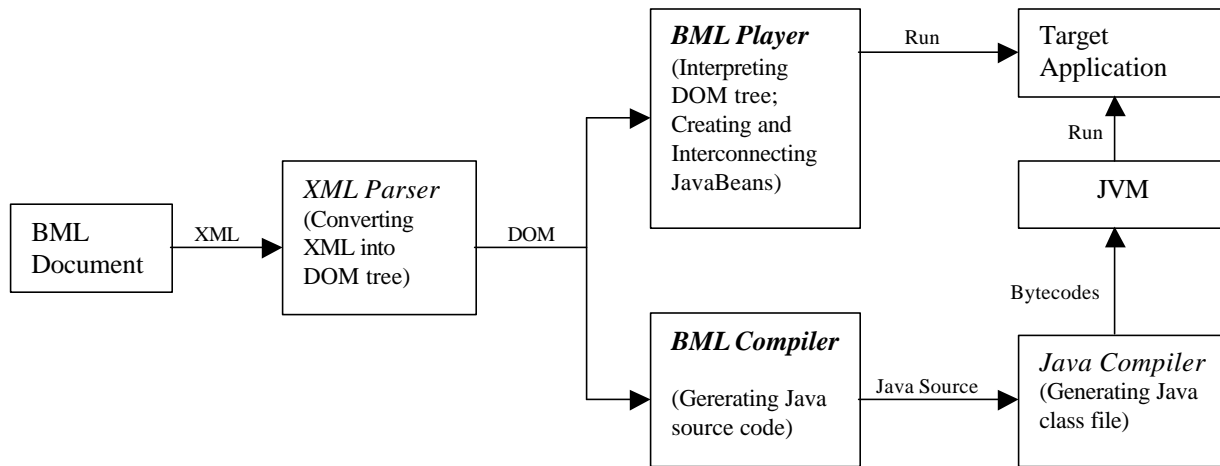 BML
Document
XML
XML Parser
(Converting
XML into
DOM tree)
DOM
BML Player
(Interpreting
DOM tree;
Creating and
Interconnecting
JavaBeans)
Run
Target
Application
Run
JVM
Bytecodes
BML Compiler
(Gererating Java
source code)
Java Source
Java Compiler
(Generating Java
class file)